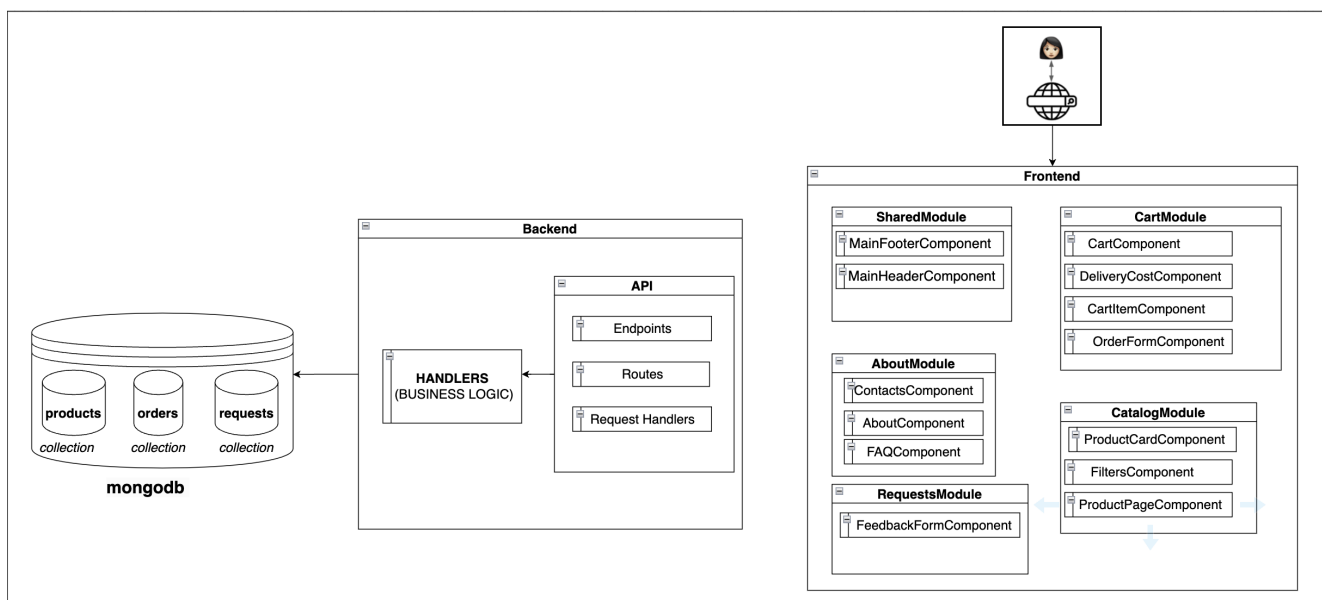 Frontend
SharedModule
MainFooterComponent
MainHeaderComponent
CartModule
CartComponent
DeliveryCostComponent
CartItemComponent
OrderFormComponent
AboutModule
ContactsComponent
AboutComponent
FAQComponent
CatalogModule
ProductCardComponent
FiltersComponent
ProductPageComponent
RequestsModule
FeedbackFormComponent
Backend
API
Endpoints
Routes
Request Handlers
HANDLERS
(BUSINESS LOGIC)
products
orders
requests
collection
collection
collection
mongodb